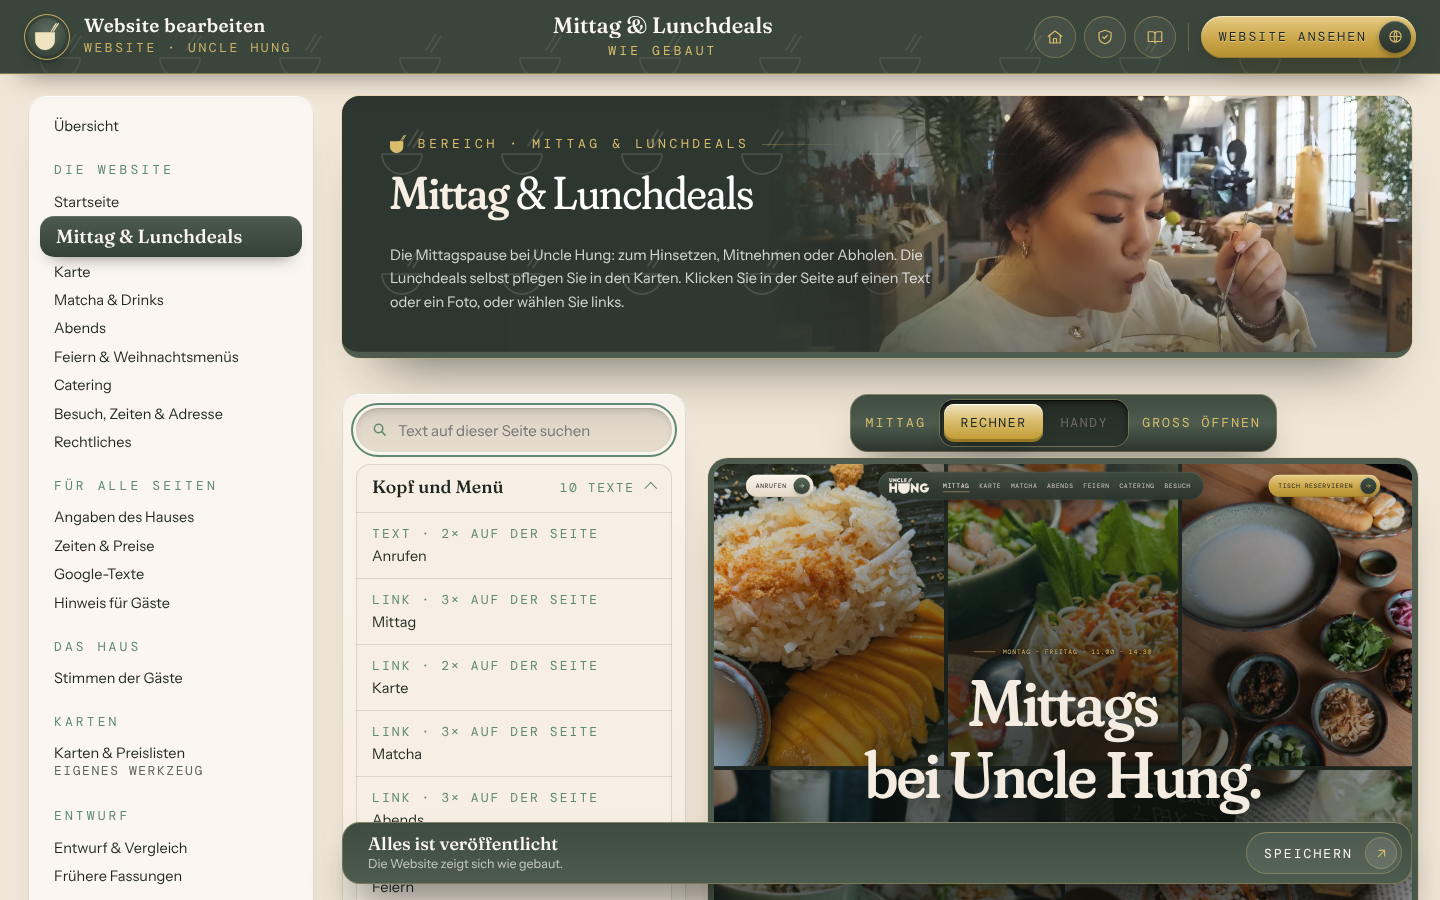 Website bearbeiten
WEBSITE · UNCLE HUNG
Mittag & Lunchdeals
WIE GEBAUT
WEBSITE ANSEHEN
Übersicht
DIE WEBSITE
Startseite
Mittag & Lunchdeals
Karte
Matcha & Drinks
Abends
Feiern & Weihnachtsmenüs
Catering
Besuch, Zeiten & Adresse
Rechtliches
FÜR ALLE SEITEN
Angaben des Hauses
Zeiten & Preise
Google-Texte
Hinweis für Gäste
DAS HAUS
Stimmen der Gäste
KARTEN
Karten & Preislisten
EIGENES WERKZEUG
ENTWURF
Entwurf & Vergleich
Frühere Fassungen
BEREICH · MITTAG & LUNCHDEALS
Mittag & Lunchdeals
Die Mittagspause bei Uncle Hung: zum Hinsetzen, Mitnehmen oder Abholen. Die
Lunchdeals selbst pflegen Sie in den Karten. Klicken Sie in der Seite auf einen Text
oder ein Foto, oder wählen Sie links.
Text auf dieser Seite suchen
Kopf und Menü
10 TEXTE
TEXT · 2× AUF DER SEITE
Anrufen
LINK · 3× AUF DER SEITE
Mittag
LINK · 2× AUF DER SEITE
Karte
LINK · 3× AUF DER SEITE
Matcha
LINK · 3× AUF DER SEITE
Abends
Feiern
MITTAG
RECHNER
HANDY
GROSS ÖFFNEN
ANRUFEN
UNCLE
HUNG
MITTAG
KARTE
MATCHA
ABENDS
FEIERN
CATERING
BESUCH
TISCH RESERVIEREN
MONTAG – FREITAG · 11.00 – 14.30
Mittags
bei Uncle Hung.
Alles ist veröffentlicht
Die Website zeigt sich wie gebaut.
SPEICHERN